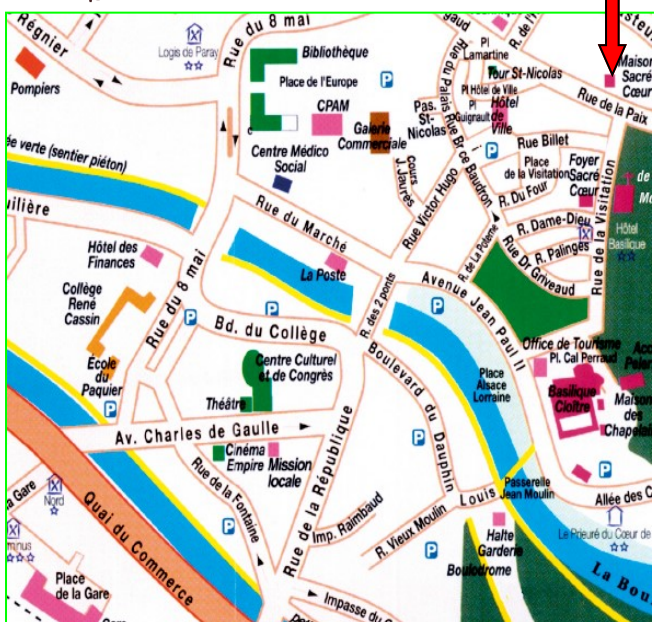 Régnier
Rue du 8 mai
Logis de Paray
Pompiers
Bibliothèque
Place de l'Europe
CPAM
Galerie
Commerciale
Centre Médico
Social
Pas.
St-
Nicolas
Cours
J.Jaurès
Rue du Palais
Pl
Lamartine
Tour St-Nicolas
Pl Hôtel de Ville
Pl
Guignault
Hôtel
de
Ville
Maison
Sacré
Cœur
Rue de la Paix
Rue Billet
Place
de la Visitation
Foyer
Sacré
Cœur
R. Du Four
R. Dame-Dieu
R. Palinges
Rue Dr Griveaud
Rue de la Visitation
Hôtel
Basilique
ée verte (sentier piéton)
uilière
Hôtel des
Finances
Rue du Marché
La Poste
Rue Victor Hugo
R. de La Poterne
R. des 2 ponts
Avenue Jean Paul II
Collège
René
Cassin
Rue du 8 mai
École
du
Paquier
Bd. du Collège
Centre Culturel
et de Congrès
Théâtre
Boulevard du Dauphin
Place
Alsace
Lorraine
Office de Tourisme
Pl. Cal Perraud
Basilique
Cloître
Maison
des
Chapelai
Av. Charles de Gaulle
Cinéma
Empire
Mission
locale
Rue de la République
Rue de la Fontaine
Imp. Raimbaud
R. Vieux Moulin
Louis
Passerelle
Jean Moulin
Allée des C
Halte
Garderie
Boulodrome
Le Prieuré du Cœur de
La Bou
a Gare
Nord
minus
Quai du Commerce
Place
de la Gare
Impasse du